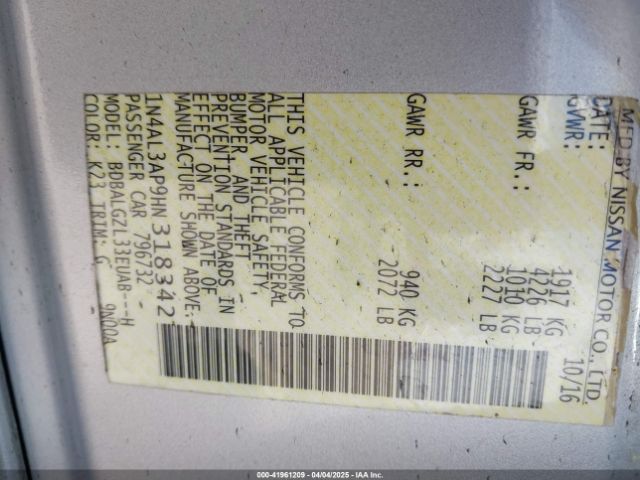 MFD BY NISSAN MOTOR CO., LTD.
DATE: 10/16
GVWR: 1917 KG
4226 LB
GAWR FR.: 1010 KG
2227 LB
GAWR RR.: 940 KG
2072 LB
THIS VEHICLE CONFORMS TO
ALL APPLICABLE FEDERAL
MOTOR VEHICLE SAFETY,
BUMPER, AND THEFT
PREVENTION STANDARDS IN
EFFECT ON THE DATE OF
MANUFACTURE SHOWN ABOVE.
1N4AL3AP9HN318342
PASSENGER CAR 796732 -
MODEL: BDBALGZL33EUAB---H
COLOR: K23 TRIM: G 9N00A
000-41961209 - 04/04/2025 - IAA Inc.